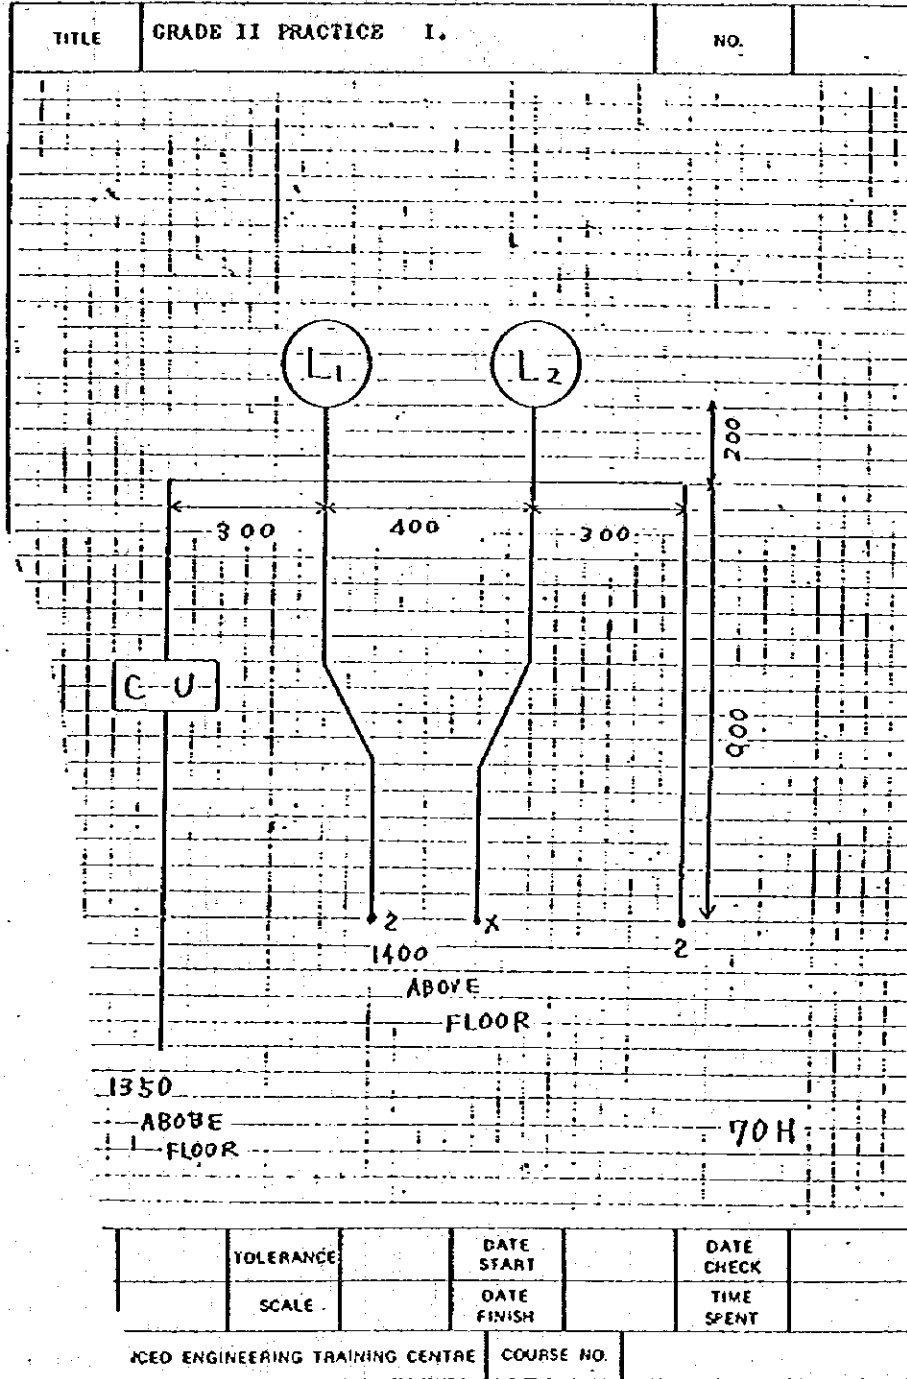 TITLE
GRADE II PRACTICE I.
NO.
L1
L2
200
300
400
300
C U
900
2
X
2
1400
ABOVE
FLOOR
1350
ABOVE
FLOOR
70H
TOLERANCE
DATE START
DATE CHECK
SCALE
DATE FINISH
TIME SPENT
ENGINEERING TRAINING CENTRE
COURSE NO.